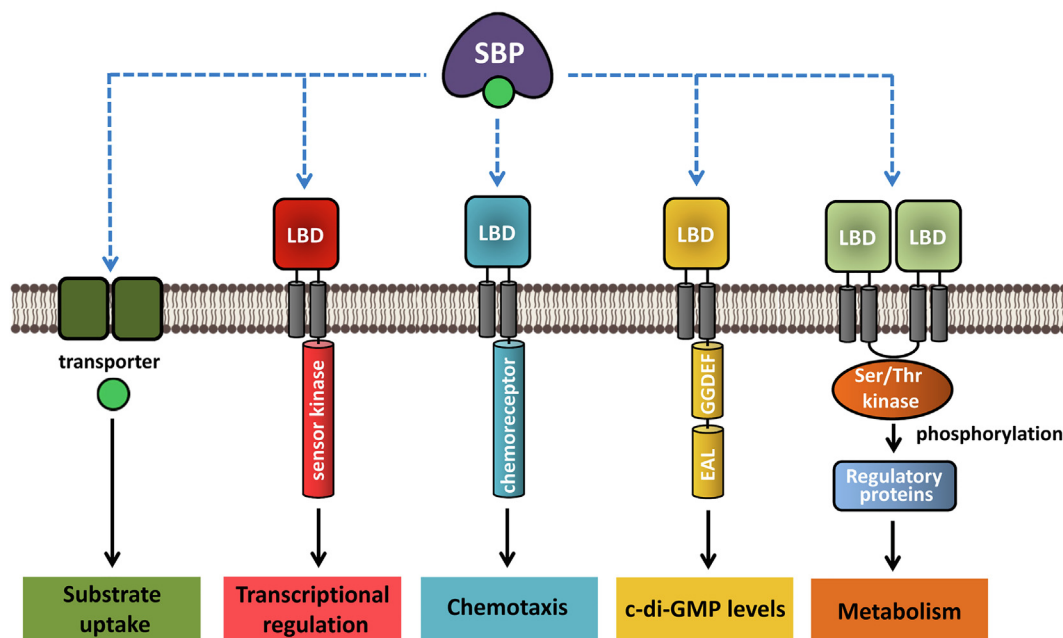 SBP
LBD
LBD
LBD
LBD
LBD
transporter
sensor kinase
chemoreceptor
GGDEF
EAL
Ser/Thr
kinase
phosphorylation
Regulatory
proteins
Substrate
uptake
Transcriptional
regulation
Chemotaxis
c-di-GMP levels
Metabolism